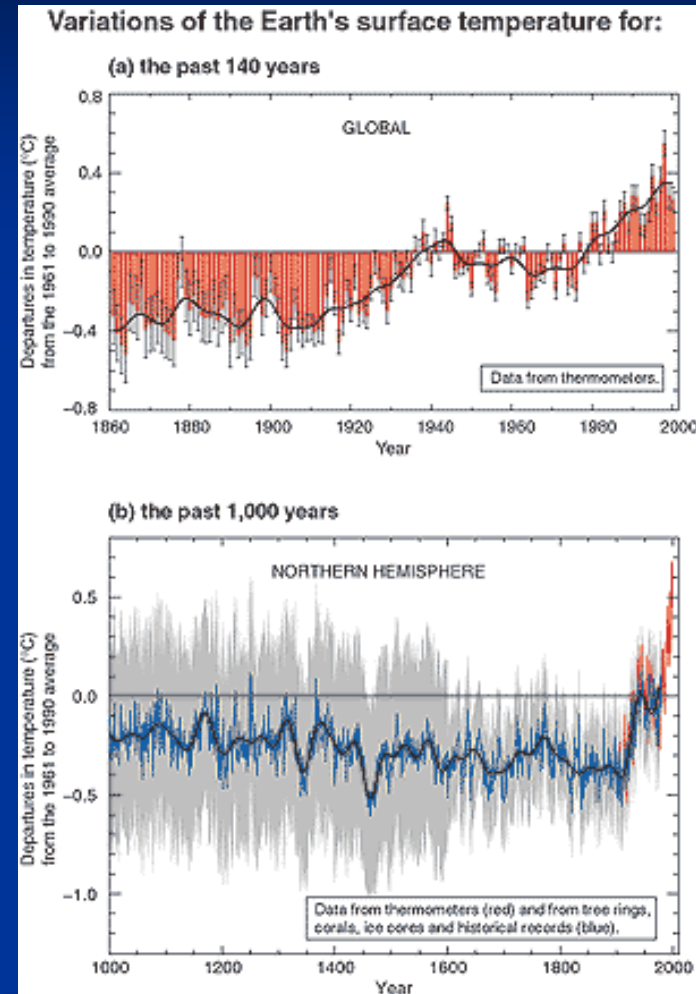 Variations of the Earth's surface temperature for:
(a) the past 140 years
Departures in temperature (°C)
from the 1961 to 1990 average
0.8
0.4
0.0
−0.4
−0.8
GLOBAL
Data from thermometers.
1860 1880 1900 1920 1940 1960 1980 2000
Year
(b) the past 1,000 years
Departures in temperature (°C)
from the 1961 to 1990 average
0.5
0.0
−0.5
−1.0
NORTHERN HEMISPHERE
Data from thermometers (red) and from tree rings,
corals, ice cores and historical records (blue).
1000 1200 1400 1600 1800 2000
Year